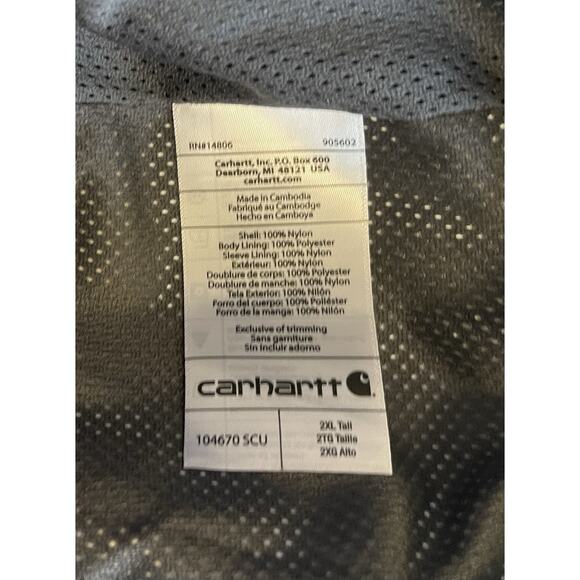 RN#14806 905602
Carhartt, Inc. P.O. Box 600
Dearborn, MI 48121 USA
carhartt.com
Made in Cambodia
Fabriqué au Cambodge
Hecho en Camboya
Shell: 100% Nylon
Body Lining: 100% Polyester
Sleeve Lining: 100% Nylon
Extérieur: 100% Nylon
Doublure de corps: 100% Polyester
Doublure de manche: 100% Nylon
Tela Exterior: 100% Nilón
Forro del cuerpo: 100% Poliéster
Forro de la manga: 100% Nilón
Exclusive of trimming
Sans garniture
Sin incluir adorno
carhartt
104670 SCU
2XL Tall
2TG Taille
2XG Alto